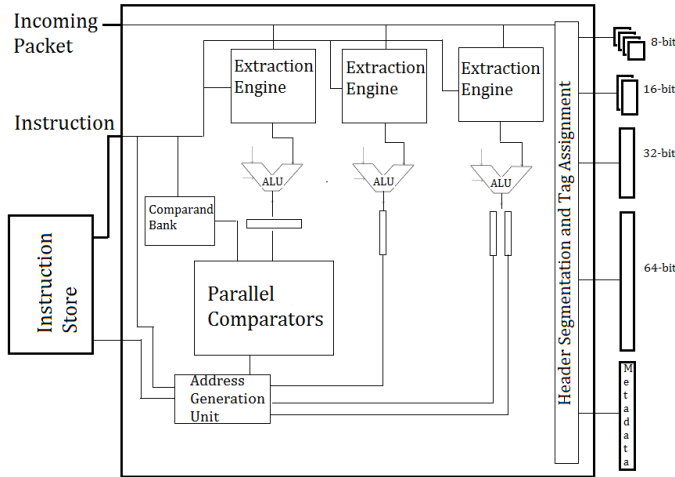 Incoming
Packet
Instruction
Instruction
Store
Extraction
Engine
Extraction
Engine
Extraction
Engine
ALU
ALU
ALU
Comparand
Bank
Parallel
Comparators
Address
Generation
Unit
Header Segmentation and Tag Assignment
8-bit
16-bit
32-bit
64-bit
Metadata